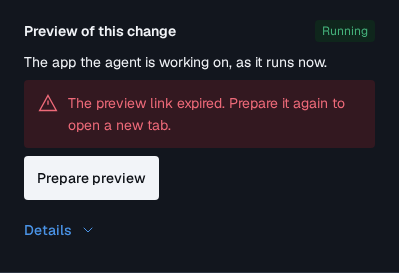 Preview of this change
Running
The app the agent is working on, as it runs now.
The preview link expired. Prepare it again to
open a new tab.
Prepare preview
Details